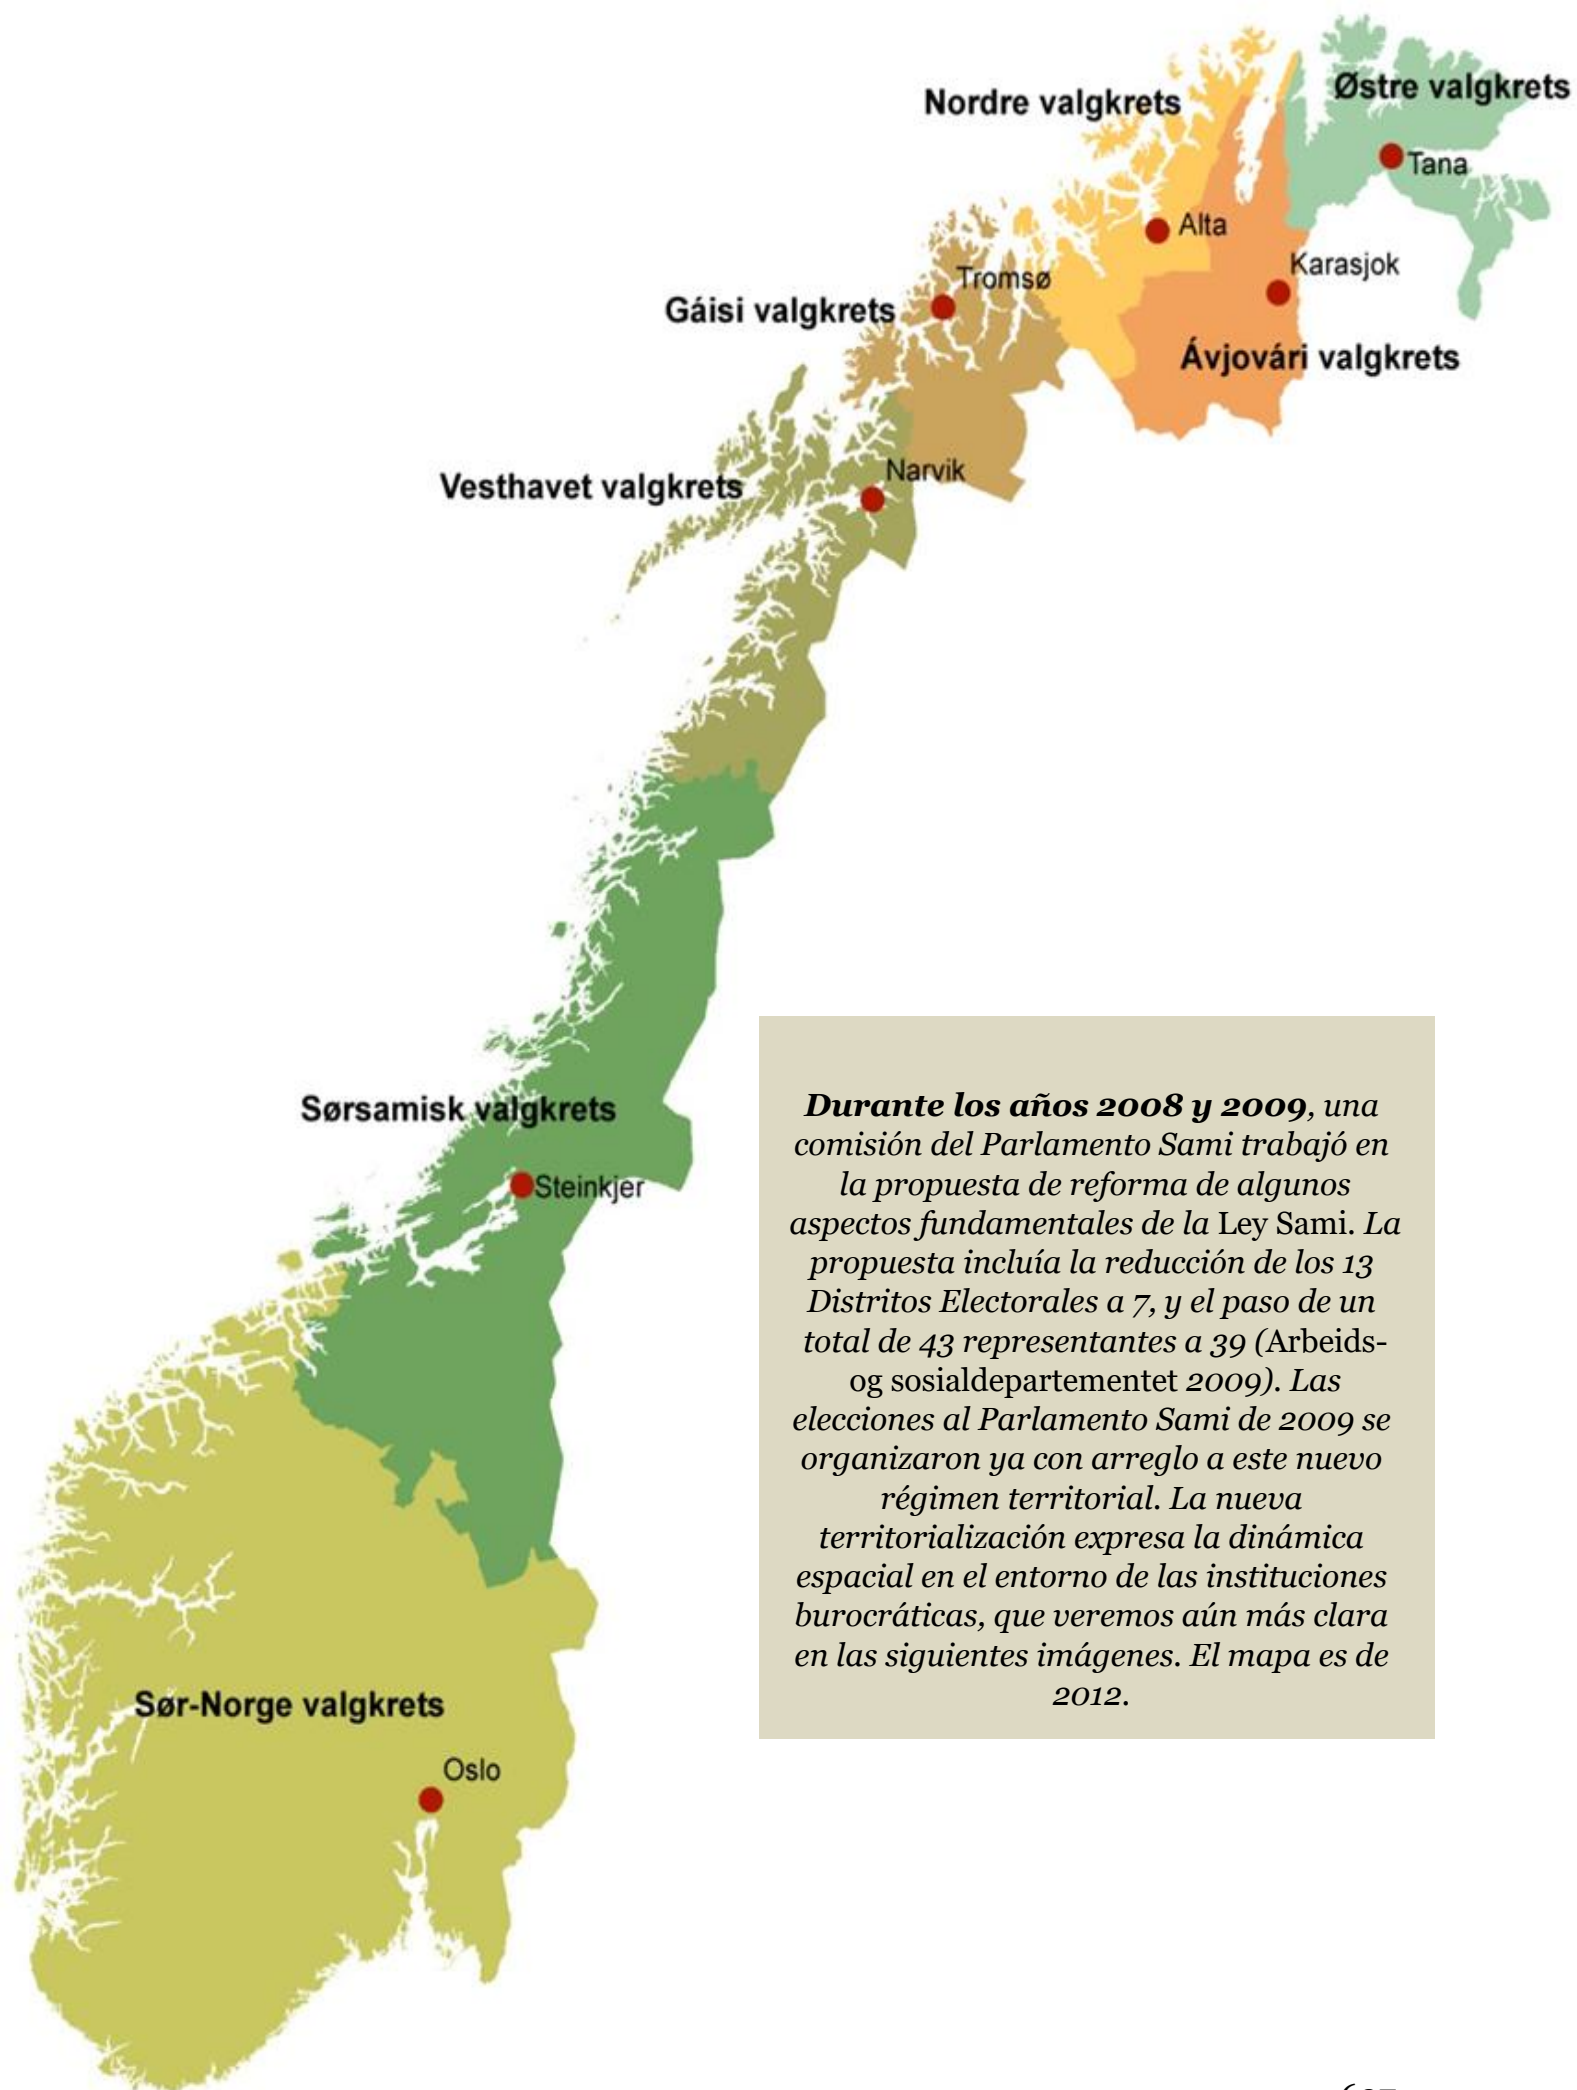 Østre valgkrets
Nordre valgkrets
Tana
Alta
Karasjok
Tromsø
Gáisi valgkrets
Ávjovári valgkrets
Narvik
Vesthavet valgkrets
Sørsamisk valgkrets
Steinkjer
Durante los años 2008 y 2009, una
comisión del Parlamento Sami trabajó en
la propuesta de reforma de algunos
aspectos fundamentales de la Ley Sami. La
propuesta incluía la reducción de los 13
Distritos Electorales a 7, y el paso de un
total de 43 representantes a 39 (Arbeids-
og sosialdepartementet 2009). Las
elecciones al Parlamento Sami de 2009 se
organizaron ya con arreglo a este nuevo
régimen territorial. La nueva
territorialización expresa la dinámica
espacial en el entorno de las instituciones
burocráticas, que veremos aún más clara
en las siguientes imágenes. El mapa es de
2012.
Sør-Norge valgkrets
Oslo